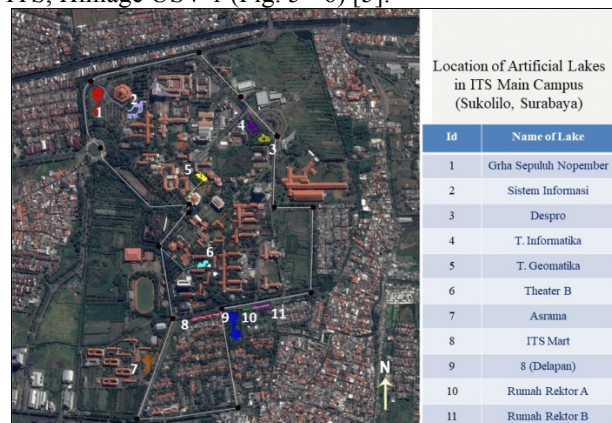 ITS, Himage USV-1 (Fig. 5 - 6) [5].
Location of Artificial Lakes
in ITS Main Campus
(Sukolilo, Surabaya)
Id Name of Lake
1 Grha Sepuluh Nopember
2 Sistem Informasi
3 Despro
4 T. Informatika
5 T. Geomatika
6 Theater B
7 Asrama
8 ITS Mart
9 8 (Delapan)
10 Rumah Rektor A
11 Rumah Rektor B
1
2
4
3
5
6
8
9
10
11
7
N